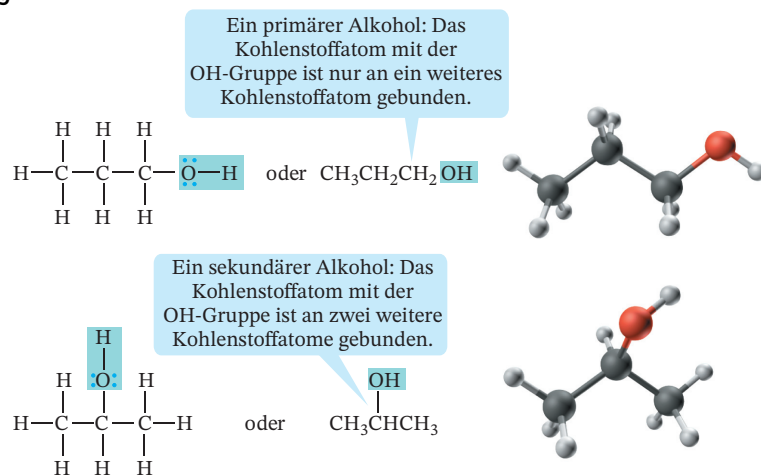 Ein primärer Alkohol: Das
Kohlenstoffatom mit der
OH-Gruppe ist nur an ein weiteres
Kohlenstoffatom gebunden.
H H H
H—C—C—C—O—H oder CH₃CH₂CH₂OH
H H H
Ein sekundärer Alkohol: Das
Kohlenstoffatom mit der
OH-Gruppe ist an zwei weitere
Kohlenstoffatome gebunden.
H
H O H OH
H—C—C—C—H oder CH₃CHCH₃
H H H